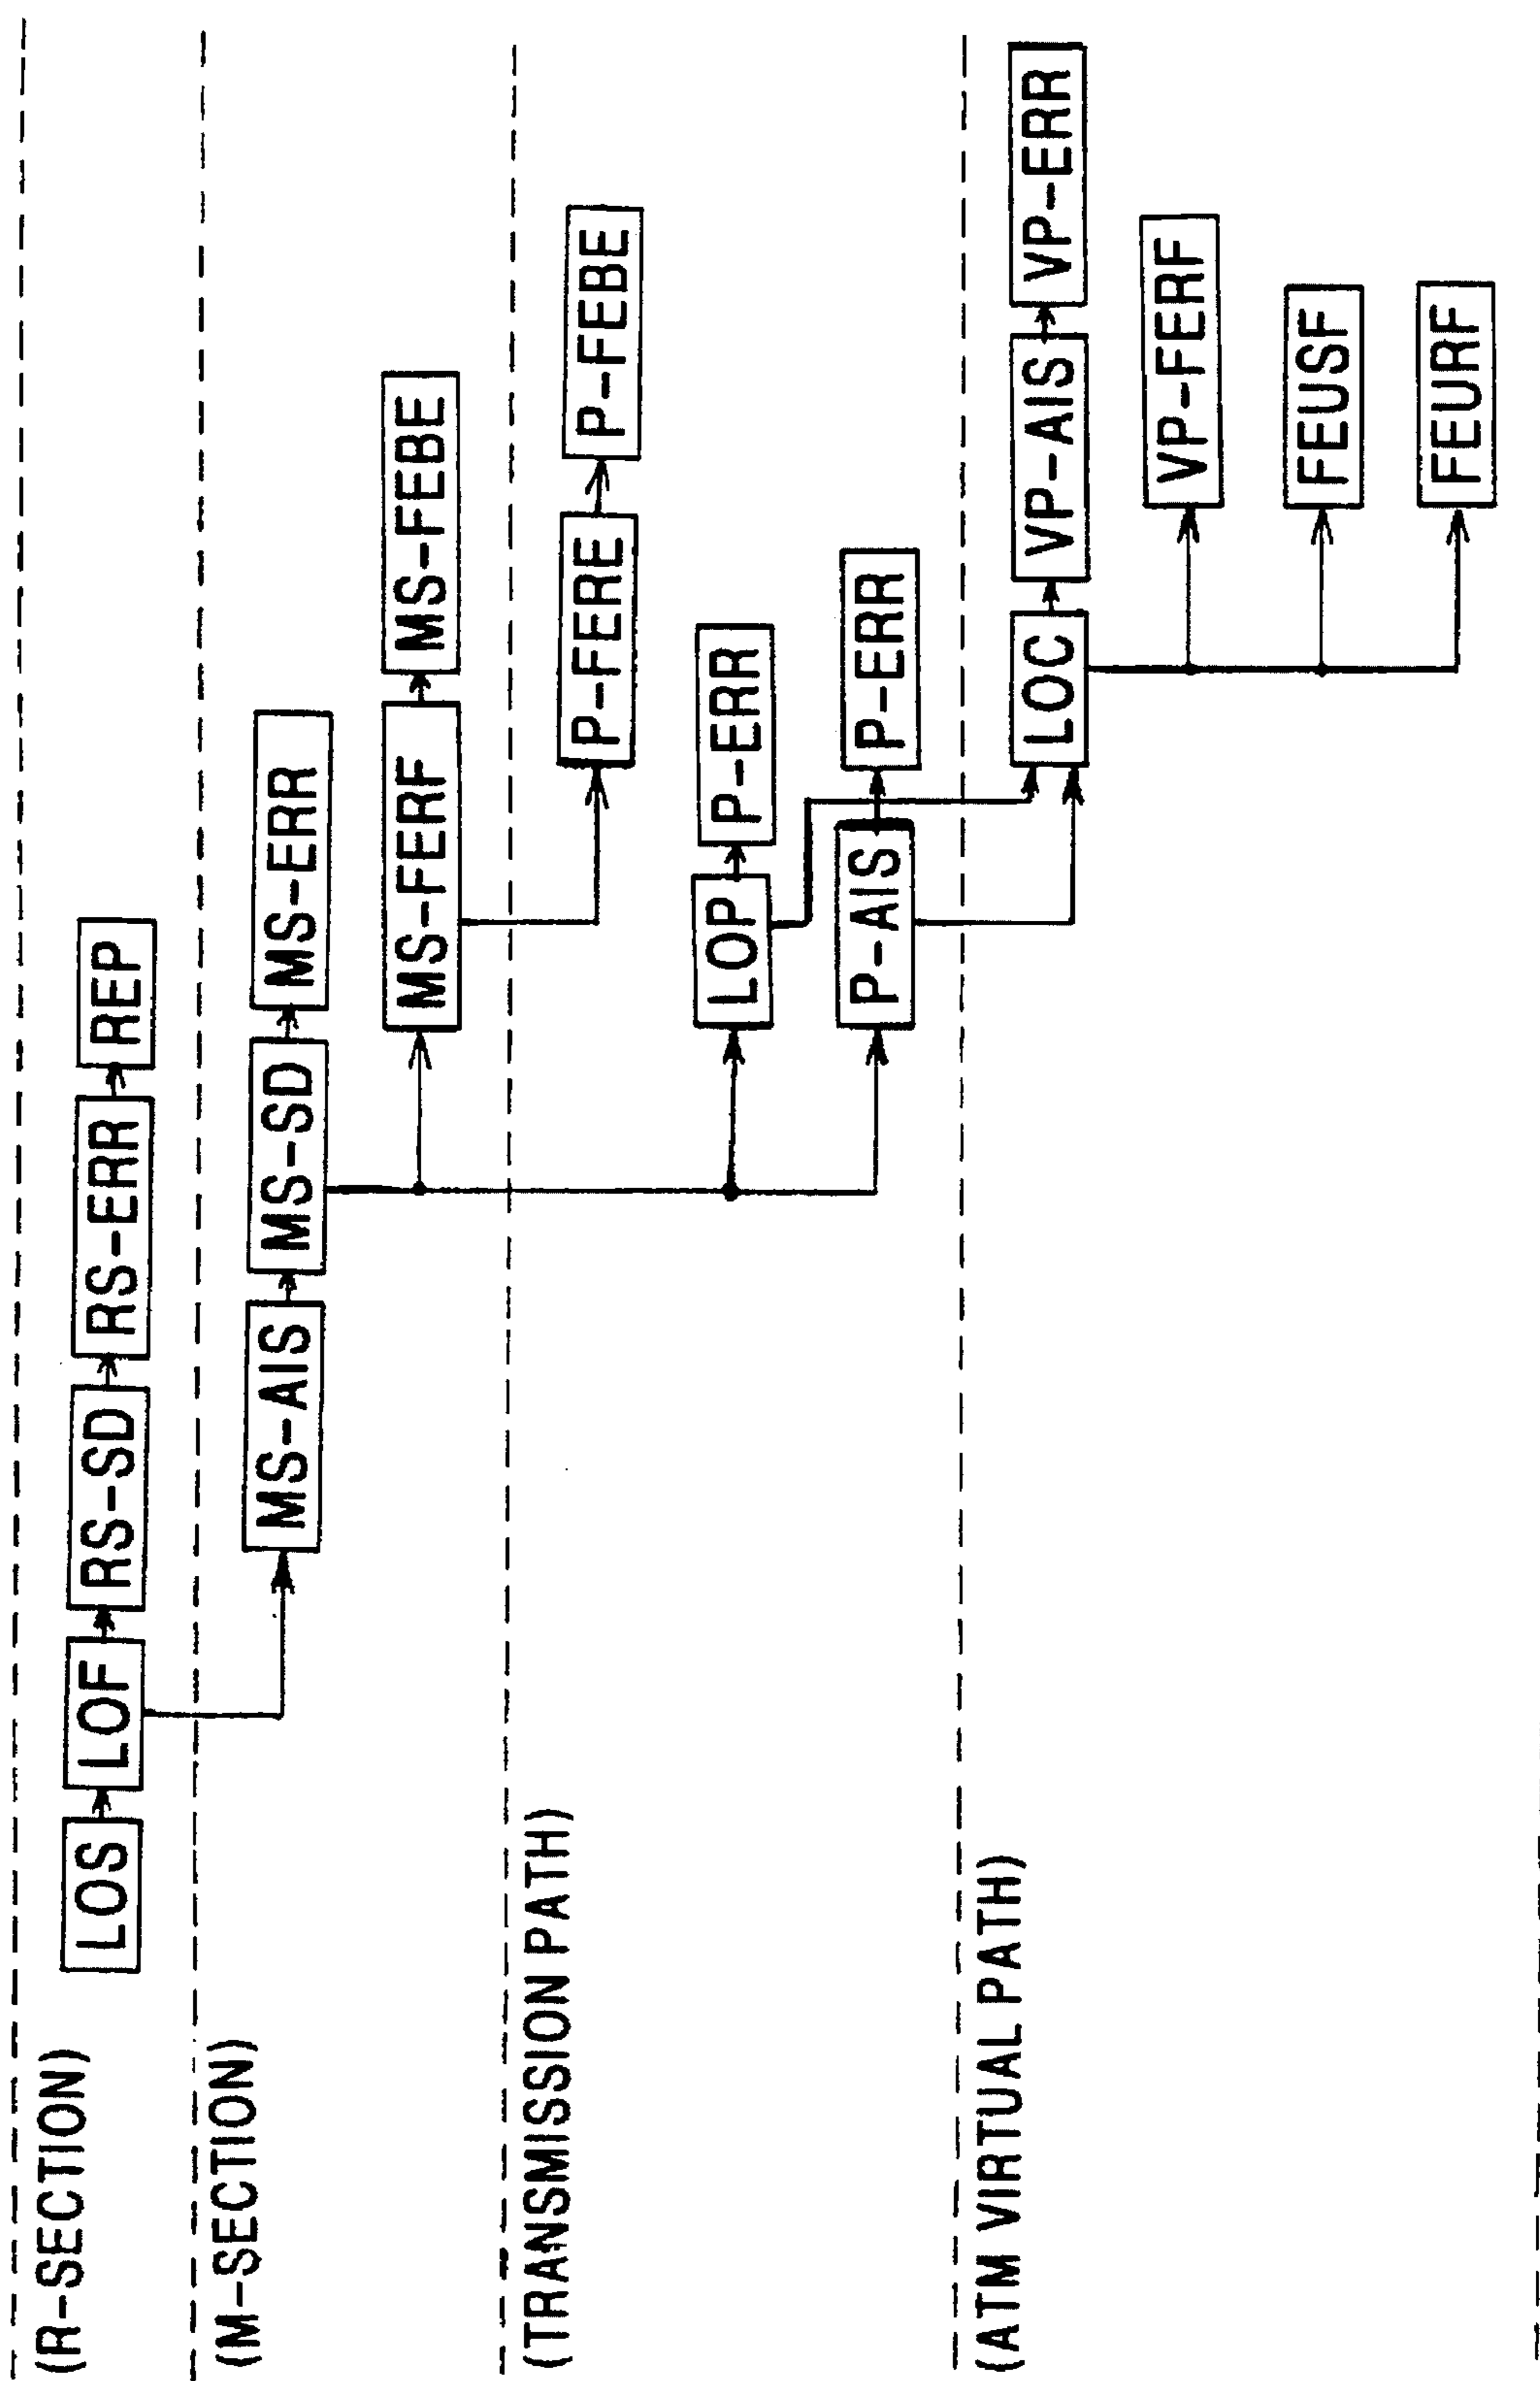 (R-SECTION)
LOS
LOF
RS-SD
RS-ERR
REP
(M-SECTION)
MS-AIS
MS-SD
MS-ERR
MS-FERF
MS-FEBE
(TRANSMISSION PATH)
P-FERE
P-FEBE
LOP
P-ERR
P-AIS
P-ERR
(ATM VIRTUAL PATH)
LOC
VP-AIS
VP-ERR
VP-FERF
FEUSF
FEURF